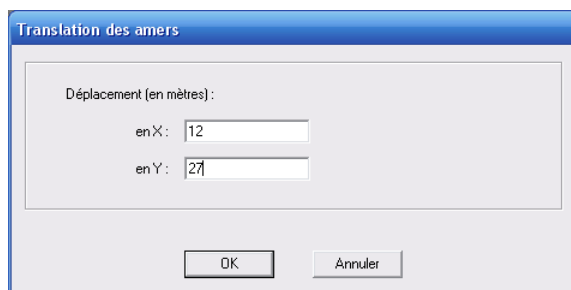 Translation des amers
Déplacement (en mètres) :
en X : 12
en Y : 27
OK Annuler